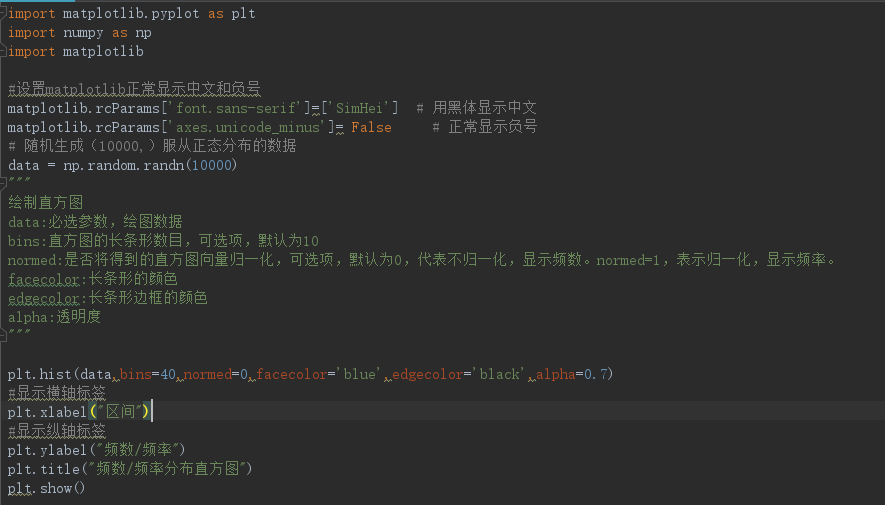 import matplotlib.pyplot as plt
import numpy as np
import matplotlib
#设置matplotlib正常显示中文和负号
matplotlib.rcParams['font.sans-serif']=['SimHei']  # 用黑体显示中文
matplotlib.rcParams['axes.unicode_minus']= False     # 正常显示负号
# 随机生成（10000,）服从正态分布的数据
data = np.random.randn(10000)
"""
绘制直方图
data:必选参数，绘图数据
bins:直方图的长条形数目，可选项，默认为10
normed:是否将得到的直方图向量归一化，可选项，默认为0，代表不归一化，显示频数。normed=1，表示归一化，显示频率。
facecolor:长条形的颜色
edgecolor:长条形边框的颜色
alpha:透明度
"""
plt.hist(data,bins=40,normed=0,facecolor='blue',edgecolor='black',alpha=0.7)
#显示横轴标签
plt.xlabel("区间")
#显示纵轴标签
plt.ylabel("频数/频率")
plt.title("频数/频率分布直方图")
plt.show()